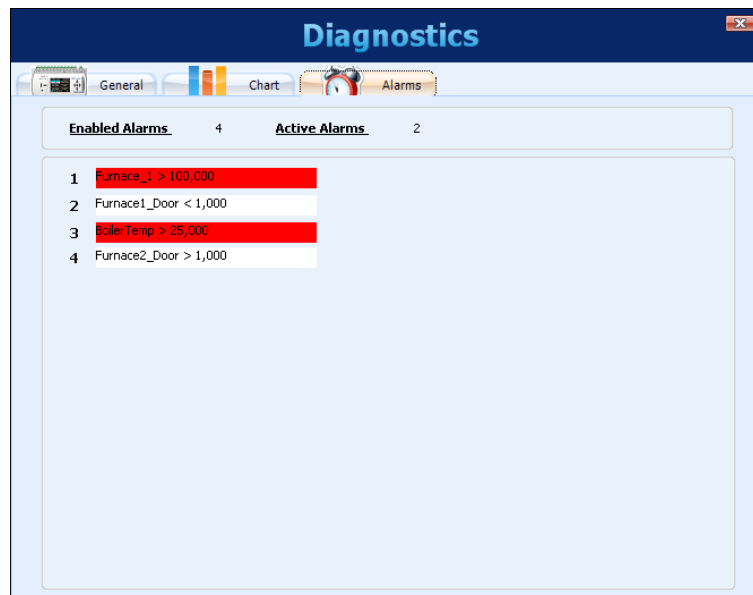 Diagnostics
General Chart Alarms
Enabled Alarms 4 Active Alarms 2
1 Furnace_1 > 100,000
2 Furnace1_Door < 1,000
3 BoilerTemp > 25,000
4 Furnace2_Door > 1,000